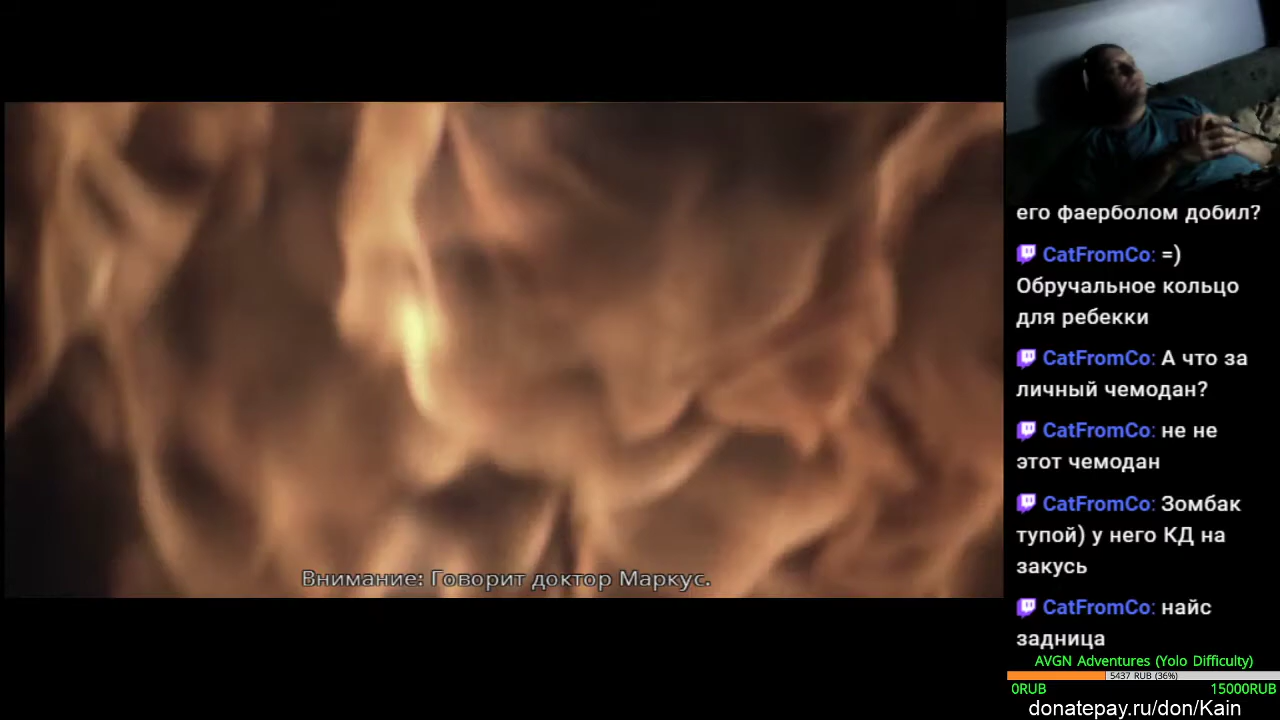 Внимание: Говорит доктор Маркус.
его фаерболом добил?
CatFromCo: =)
Обручальное кольцо
для ребекки
CatFromCo: А что за
личный чемодан?
CatFromCo: не не
этот чемодан
CatFromCo: Зомбак
тупой) у него КД на
закусь
CatFromCo: найс
задница
AVGN Adventures (Yolo Difficulty)
5437 RUB (36%)
0RUB 15000RUB
donatepay.ru/don/Kain